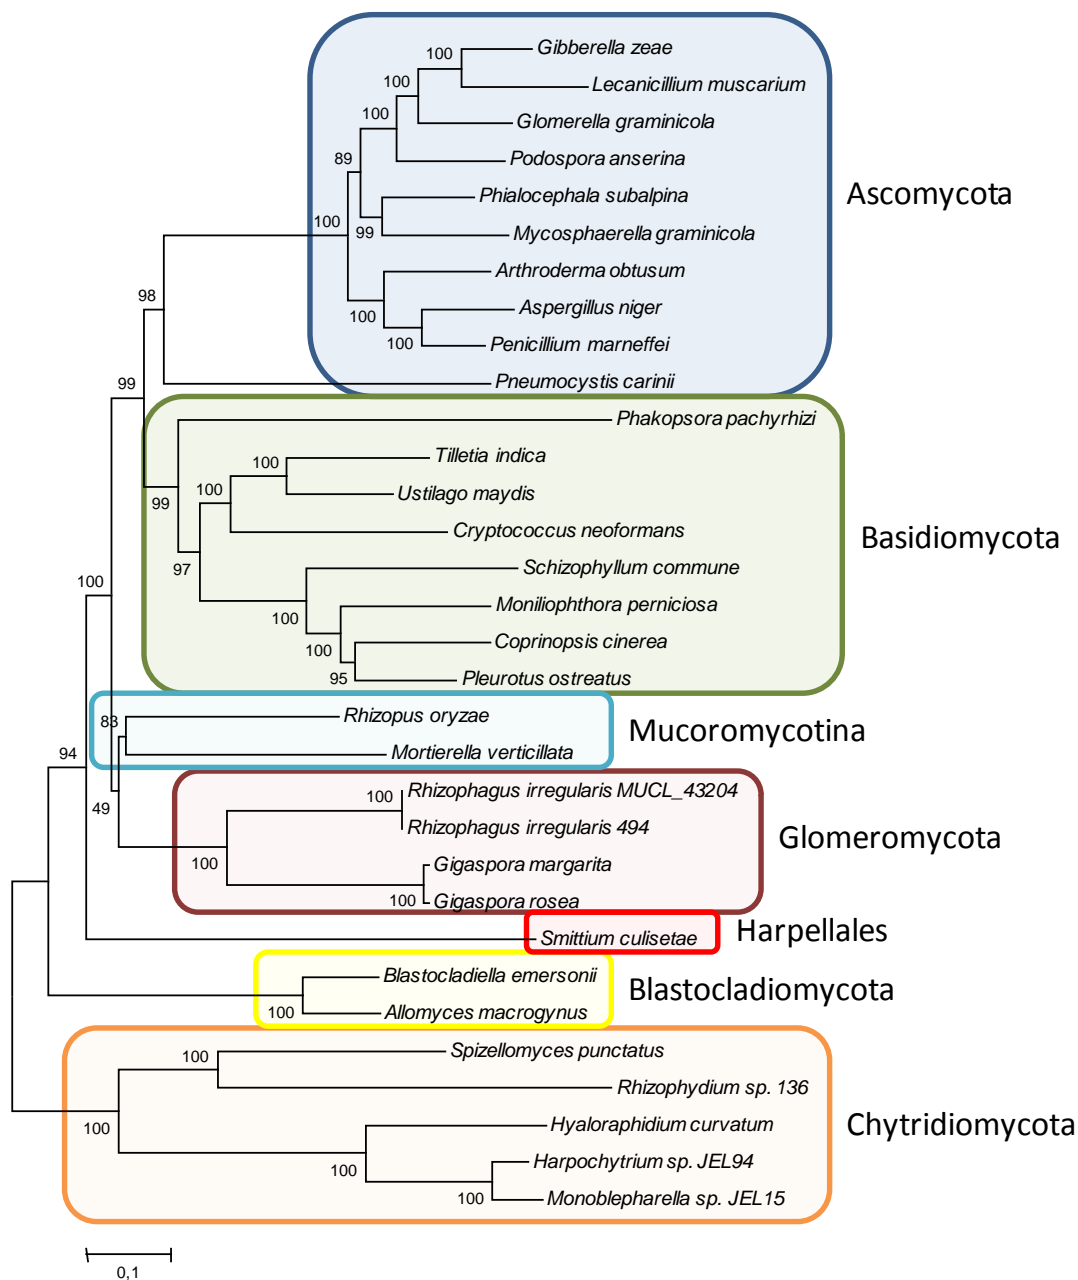 Gibberella zeae
100
Lecanicillium muscarium
100
Glomerella graminicola
100
Podospora anserina
89
Phialocephala subalpina
Ascomycota
100
99
Mycosphaerella graminicola
Arthroderma obtusum
98
Aspergillus niger
100
100
Penicillium marneffei
99
Pneumocystis carinii
Phakopsora pachyrhizi
100
Tilletia indica
100
Ustilago maydis
99
Cryptococcus neoformans
Basidiomycota
97
Schizophyllum commune
100
100
Moniliophthora perniciosa
100
Coprinopsis cinerea
95
Pleurotus ostreatus
83
Rhizopus oryzae
Mucoromycotina
94
Mortierella verticillata
Rhizophagus irregularis MUCL_43204
100
49
Rhizophagus irregularis 494
Glomeromycota
100
Gigaspora margarita
100
Gigaspora rosea
Smittium culisetae
Harpellales
Blastocladiella emersonii
Blastocladiomycota
100
Allomyces macrogynus
Spizellomyces punctatus
100
Rhizophydium sp. 136
100
Hyaloraphidium curvatum
Chytridiomycota
100
Harpochytrium sp. JEL94
100
Monoblepharella sp. JEL15
0,1